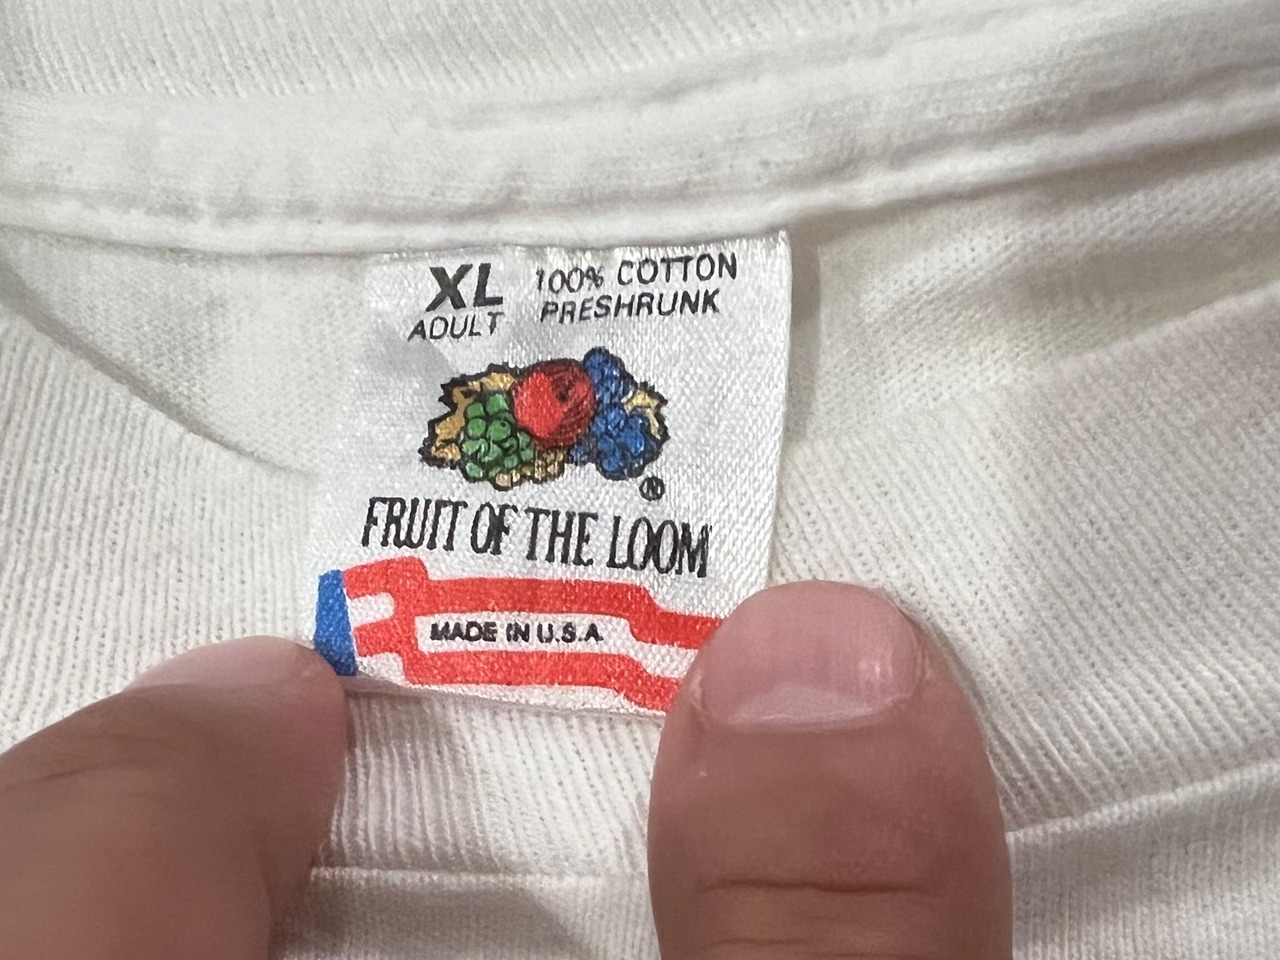 XL 100% COTTON
ADULT PRESHRUNK
®
FRUIT OF THE LOOM
MADE IN U.S.A.